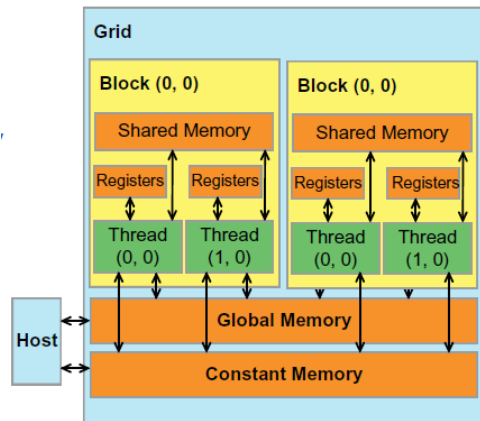 Grid
Block (0, 0)
Block (0, 0)
Shared Memory
Shared Memory
Registers
Registers
Registers
Registers
Thread
(0, 0)
Thread
(1, 0)
Thread
(0, 0)
Thread
(1, 0)
Global Memory
Host
Constant Memory